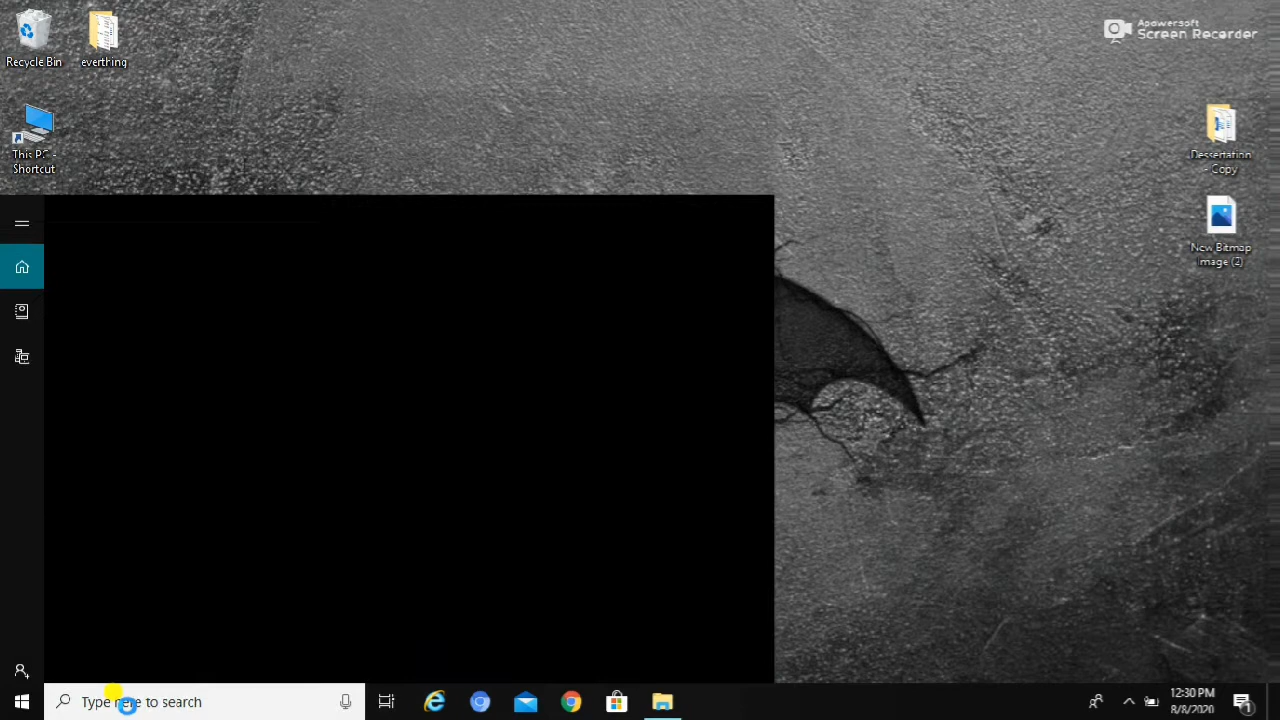 Apowersoft
Screen Recorder
Recycle Bin
everthing
This PC -
Shortcut
Dessertation
- Copy
New Bitmap
Image (2)
Type here to search
12:30 PM
8/8/2020
1